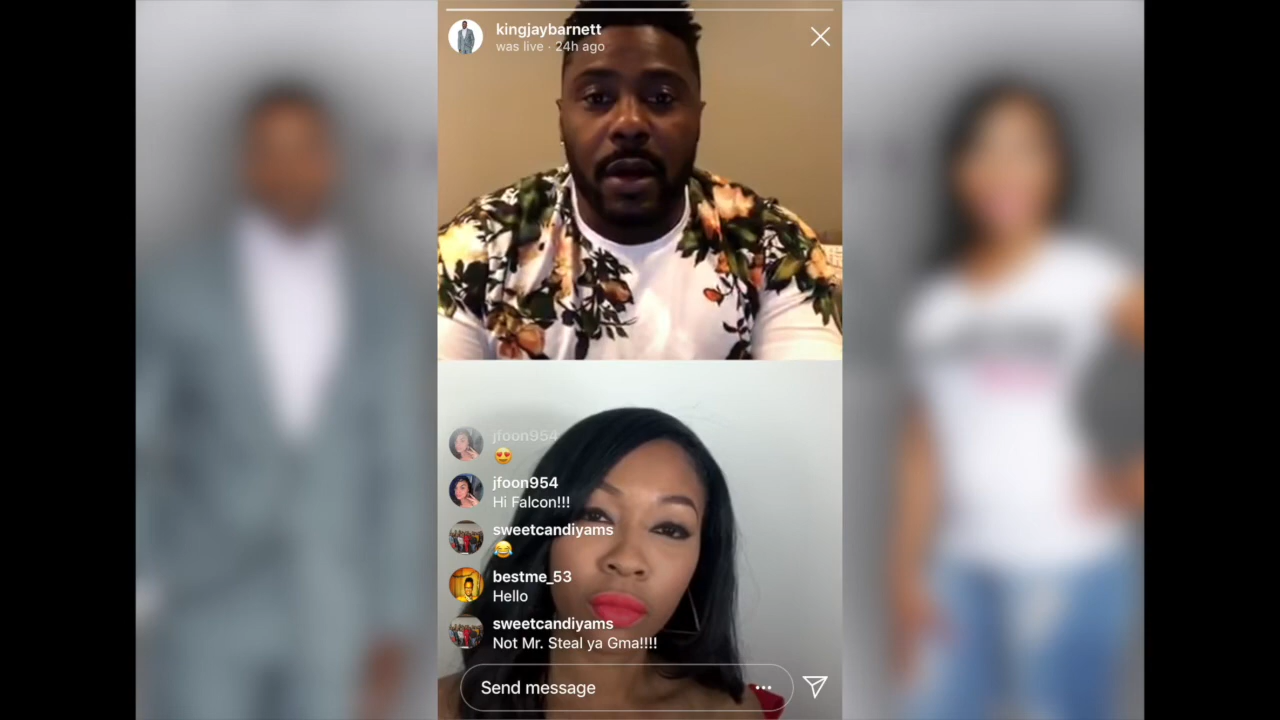 kingjaybarnett
was live · 24h ago
jfoon954
😍
jfoon954
Hi Falcon!!!
sweetcandiyams
😂
bestme_53
Hello
sweetcandiyams
Not Mr. Steal ya Gma!!!!
Send message